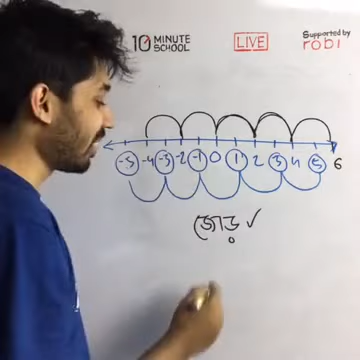 10 MINUTE SCHOOL
LIVE
Supported by
robi
-5 -4 -3 -2 -1 0 1 2 3 4 5 6
জোড় ✓